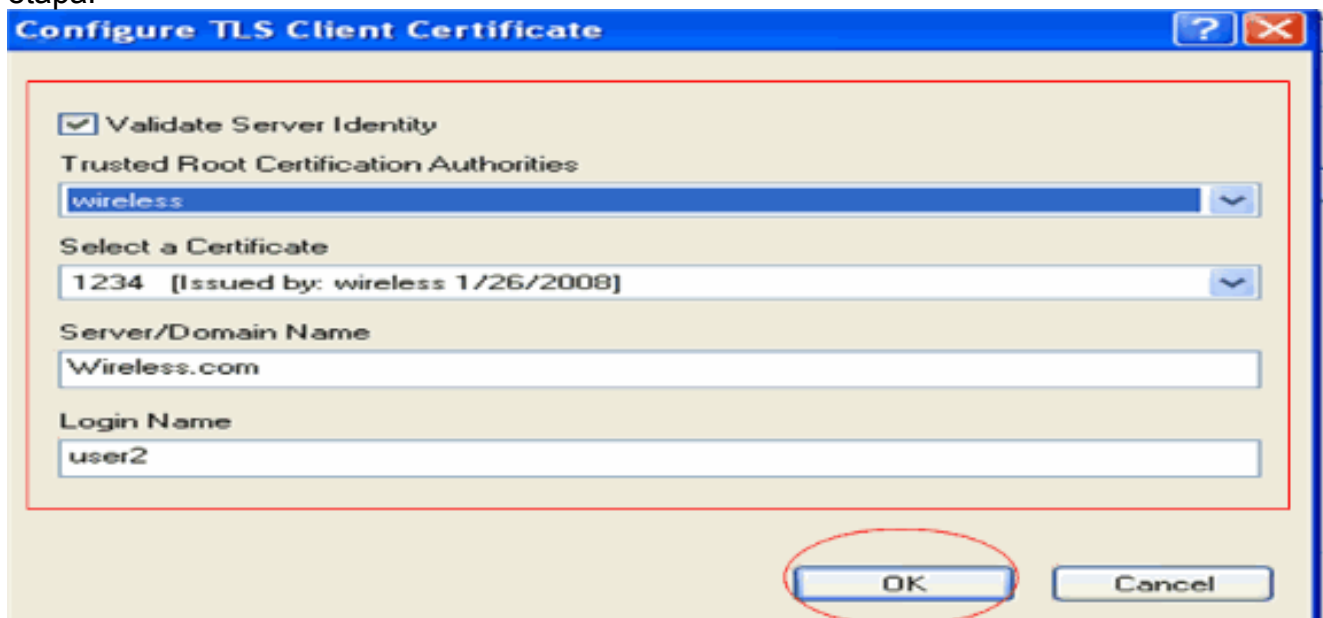 etapa.
Configure TLS Client Certificate
Validate Server Identity
Trusted Root Certification Authorities
wireless
Select a Certificate
1234 [Issued by: wireless 1/26/2008]
Server/Domain Name
Wireless.com
Login Name
user2
OK Cancel